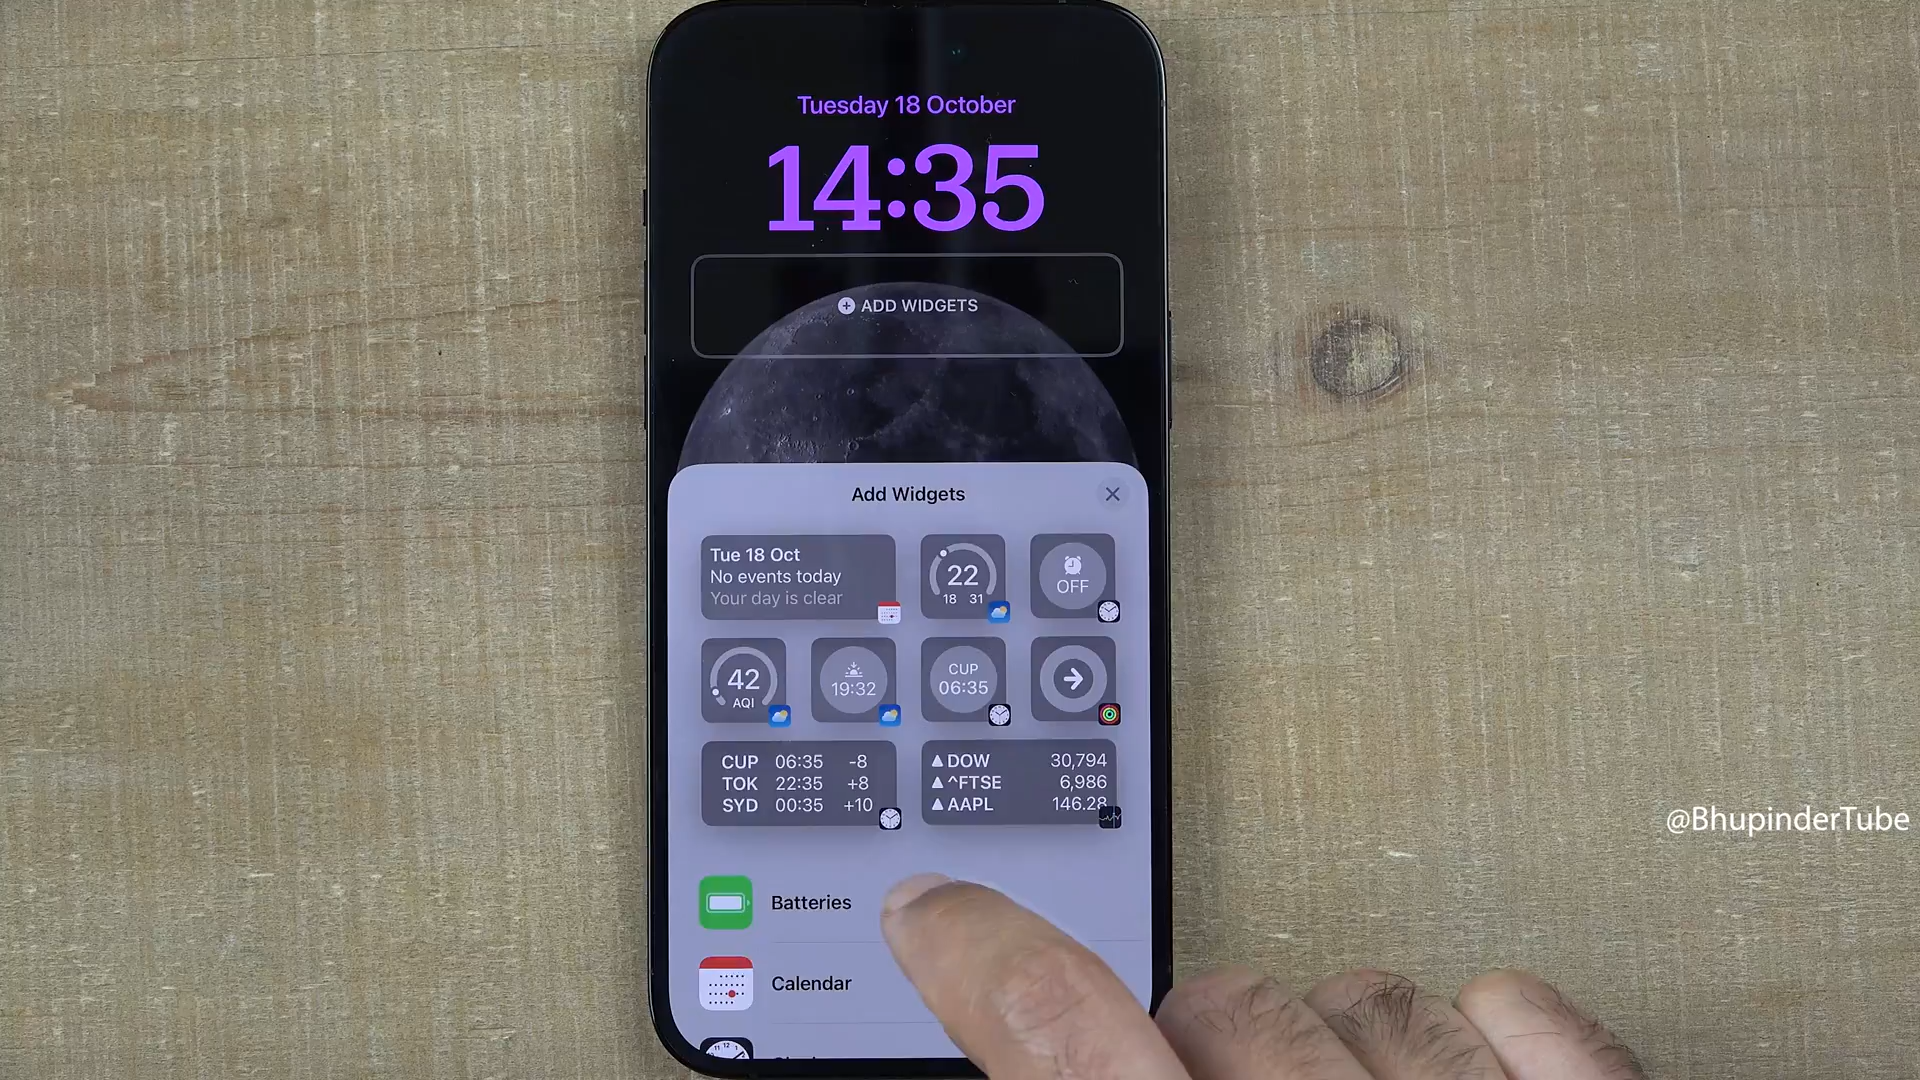 Tuesday 18 October
14:35
ADD WIDGETS
Add Widgets
Tue 18 Oct
No events today
Your day is clear
22
18 31
OFF
42
AQI
19:32
CUP
06:35
CUP 06:35 -8
TOK 22:35 +8
SYD 00:35 +10
▲DOW 30,794
▲^FTSE 6,986
▲AAPL 146.28
Batteries
Calendar
@BhupinderTube